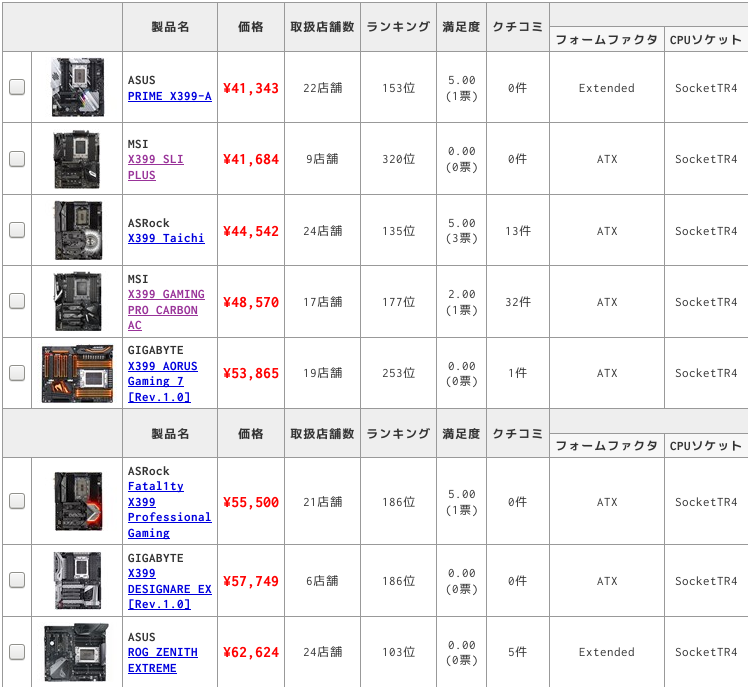 製品名 価格 取扱店舗数 ランキング 満足度 クチコミ
フォームファクタ CPUソケット
ASUS
PRIME X399-A
¥41,343 22店舗 153位 5.00
(1票) 0件 Extended SocketTR4
MSI
X399 SLI
PLUS
¥41,684 9店舗 320位 0.00
(0票) 0件 ATX SocketTR4
ASRock
X399 Taichi
¥44,542 24店舗 135位 5.00
(3票) 13件 ATX SocketTR4
MSI
X399 GAMING
PRO CARBON
AC
¥48,570 17店舗 177位 2.00
(1票) 32件 ATX SocketTR4
GIGABYTE
X399 AORUS
Gaming 7
[Rev.1.0]
¥53,865 19店舗 253位 0.00
(0票) 1件 ATX SocketTR4
製品名 価格 取扱店舗数 ランキング 満足度 クチコミ
フォームファクタ CPUソケット
ASRock
Fatal1ty
X399
Professional
Gaming
¥55,500 21店舗 186位 5.00
(1票) 0件 ATX SocketTR4
GIGABYTE
X399
DESIGNARE EX
[Rev.1.0]
¥57,749 6店舗 186位 0.00
(0票) 0件 ATX SocketTR4
ASUS
ROG ZENITH
EXTREME
¥62,624 24店舗 103位 0.00
(0票) 5件 Extended SocketTR4